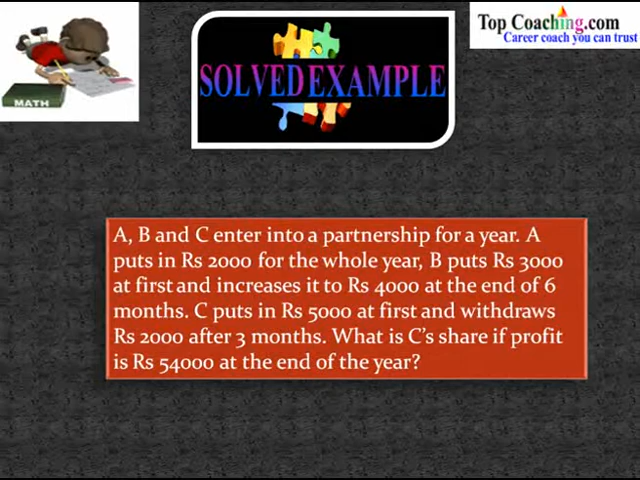 Top Coaching.com
Career coach you can trust
SOLVED EXAMPLE
MATH
A, B and C enter into a partnership for a year. A
puts in Rs 2000 for the whole year, B puts Rs 3000
at first and increases it to Rs 4000 at the end of 6
months. C puts in Rs 5000 at first and withdraws
Rs 2000 after 3 months. What is C's share if profit
is Rs 54000 at the end of the year?